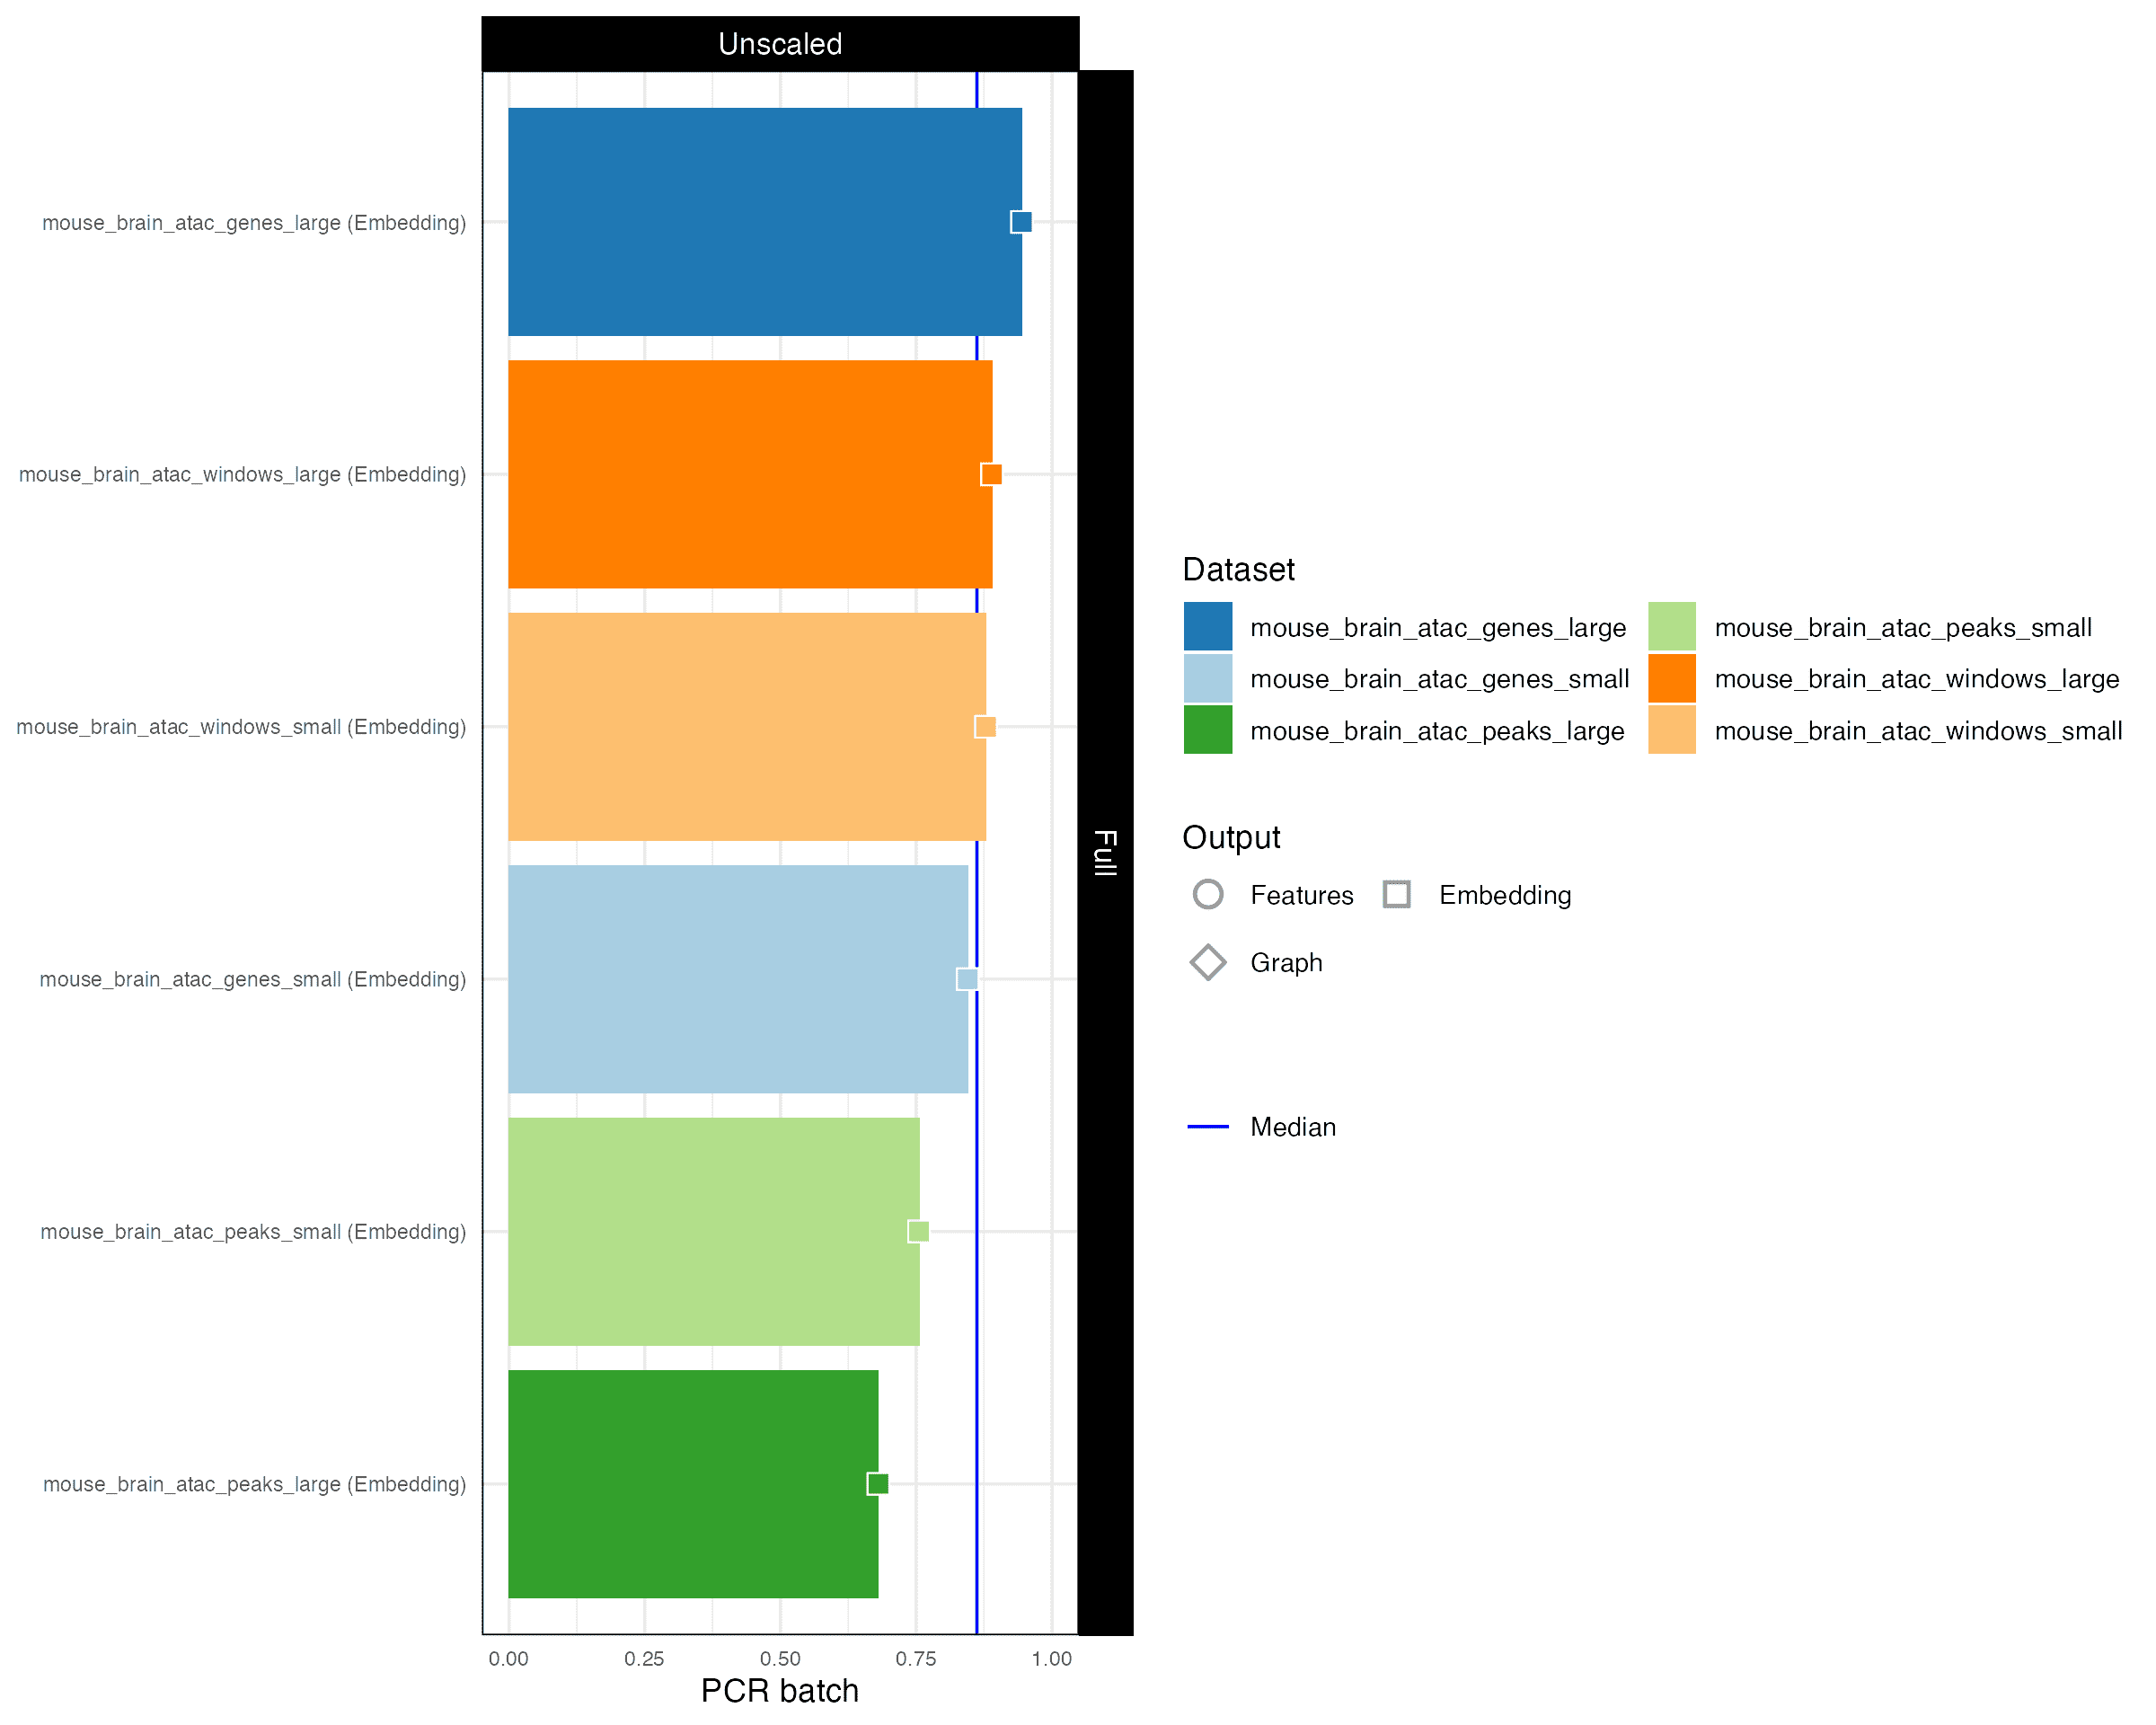 Unscaled
mouse_brain_atac_genes_large (Embedding)
mouse_brain_atac_windows_large (Embedding)
mouse_brain_atac_windows_small (Embedding)
mouse_brain_atac_genes_small (Embedding)
mouse_brain_atac_peaks_small (Embedding)
mouse_brain_atac_peaks_large (Embedding)
Full
0.00 0.25 0.50 0.75 1.00
PCR batch
Dataset
mouse_brain_atac_genes_large mouse_brain_atac_peaks_small
mouse_brain_atac_genes_small mouse_brain_atac_windows_large
mouse_brain_atac_peaks_large mouse_brain_atac_windows_small
Output
Features Embedding
Graph
Median